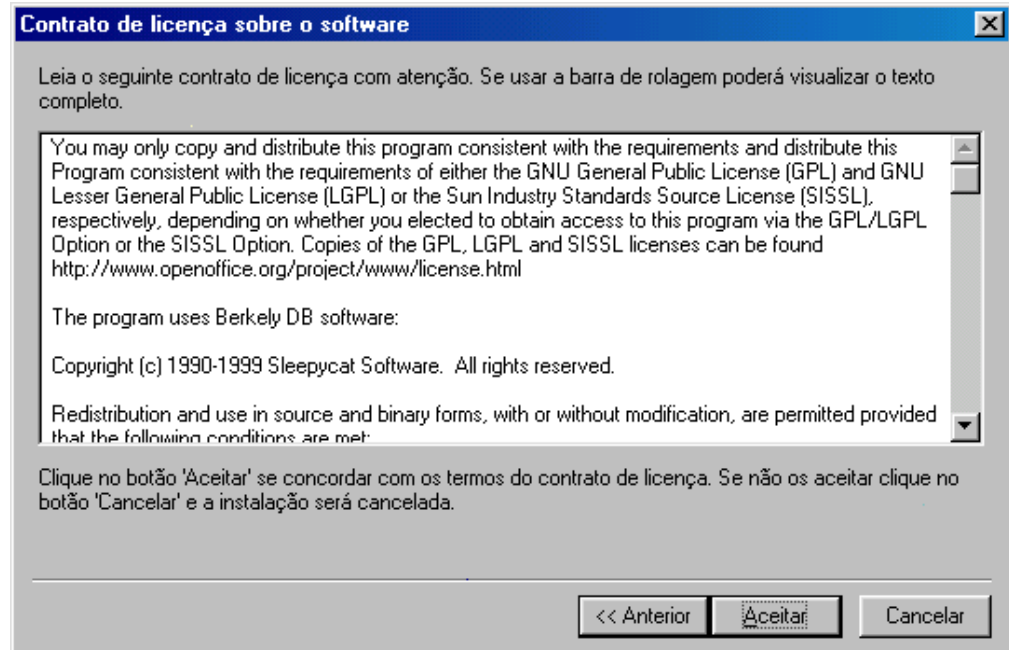 Contrato de licença sobre o software
Leia o seguinte contrato de licença com atenção. Se usar a barra de rolagem poderá visualizar o texto
completo.
You may only copy and distribute this program consistent with the requirements and distribute this
Program consistent with the requirements of either the GNU General Public License (GPL) and GNU
Lesser General Public License (LGPL) or the Sun Industry Standards Source License (SISSL),
respectively, depending on whether you elected to obtain access to this program via the GPL/LGPL
Option or the SISSL Option. Copies of the GPL, LGPL and SISSL licenses can be found
http://www.openoffice.org/project/www/license.html
The program uses Berkely DB software:
Copyright (c) 1990-1999 Sleepycat Software. All rights reserved.
Redistribution and use in source and binary forms, with or without modification, are permitted provided
that the following conditions are met:
Clique no botão 'Aceitar' se concordar com os termos do contrato de licença. Se não os aceitar clique no
botão 'Cancelar' e a instalação será cancelada.
<< Anterior Aceitar Cancelar